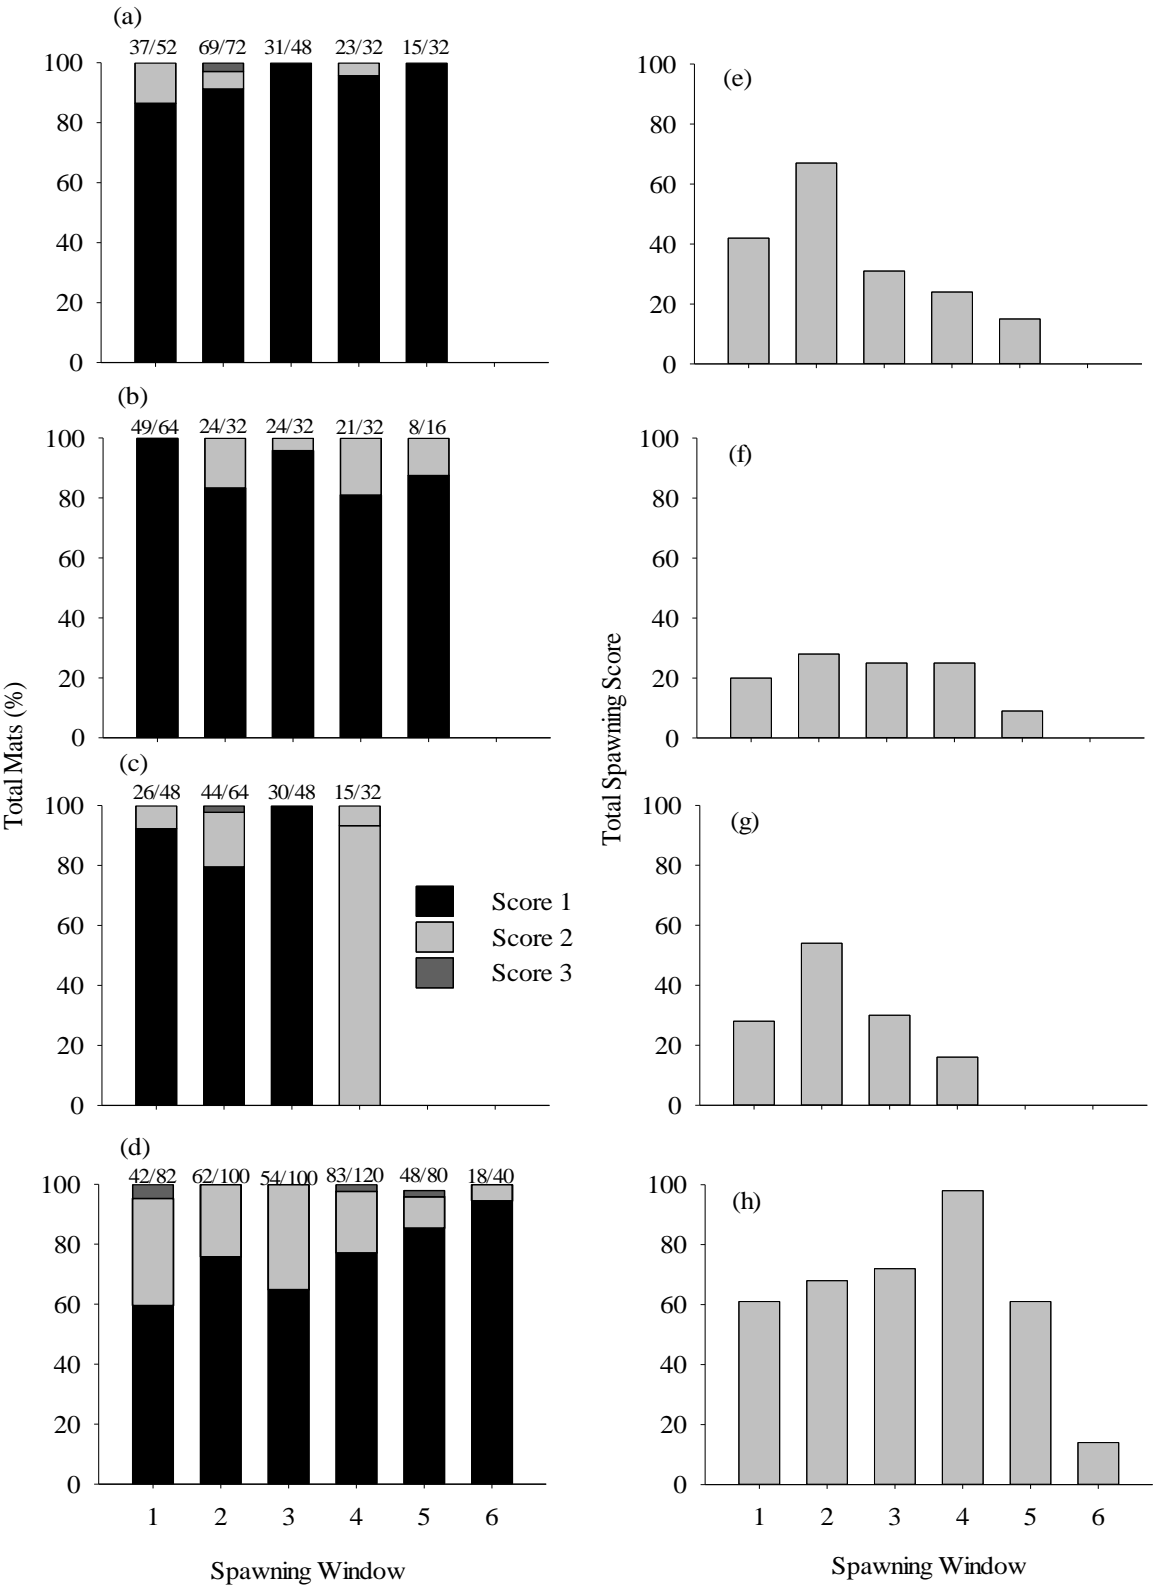 (a)
37/52 69/72 31/48 23/32 15/32
100
80
60
40
20
0
(e)
100
80
60
40
20
0
(b)
49/64 24/32 24/32 21/32 8/16
100
80
60
40
20
0
(f)
100
80
60
40
20
0
Total Mats (%)
Total Spawning Score
(c)
26/48 44/64 30/48 15/32
100
80
60
40
20
0
Score 1
Score 2
Score 3
(g)
100
80
60
40
20
0
(d)
42/82 62/100 54/100 83/120 48/80 18/40
100
80
60
40
20
0
1 2 3 4 5 6
Spawning Window
(h)
100
80
60
40
20
0
1 2 3 4 5 6
Spawning Window